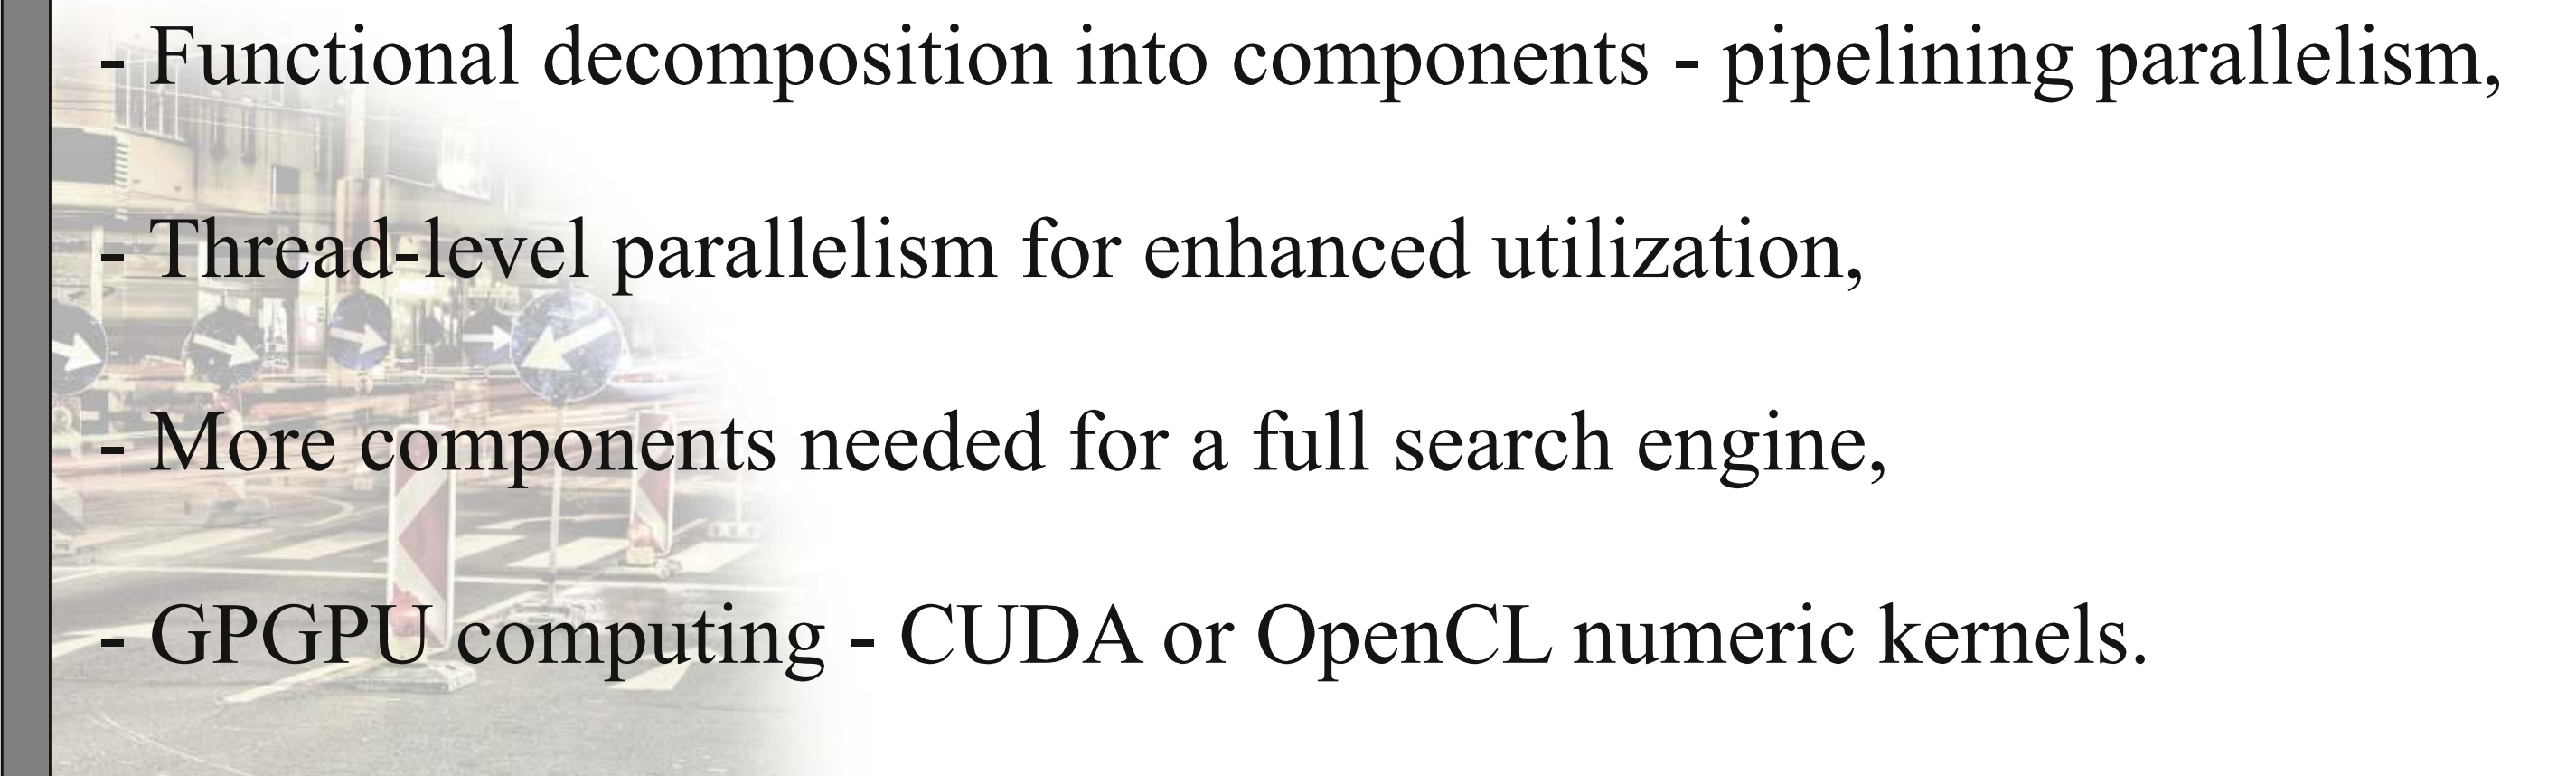 - Functional decomposition into components - pipelining parallelism,
- Thread-level parallelism for enhanced utilization,
- More components needed for a full search engine,
- GPGPU computing - CUDA or OpenCL numeric kernels.